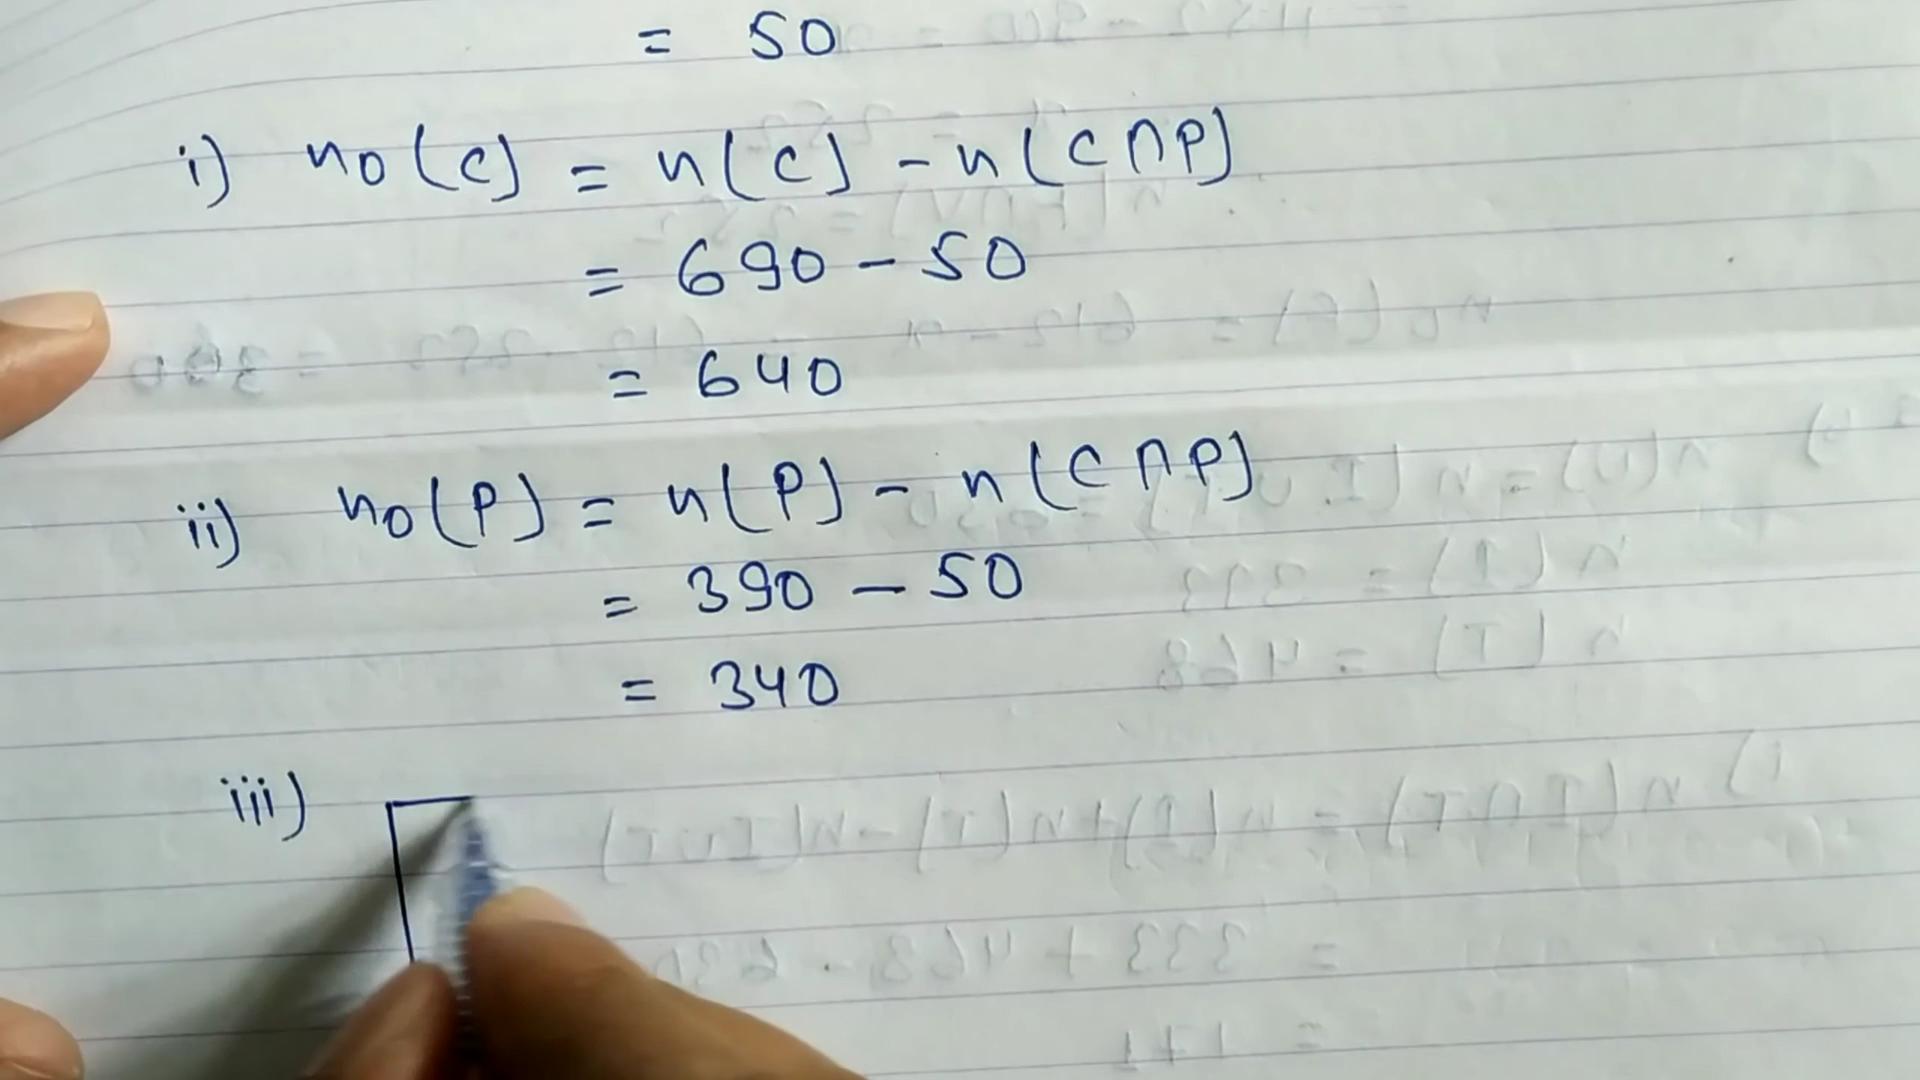 = 50
i) n₀(C) = n(C) - n(C∩P)
= 690 - 50
= 640
ii) n₀(P) = n(P) - n(C∩P)
= 390 - 50
= 340
iii)